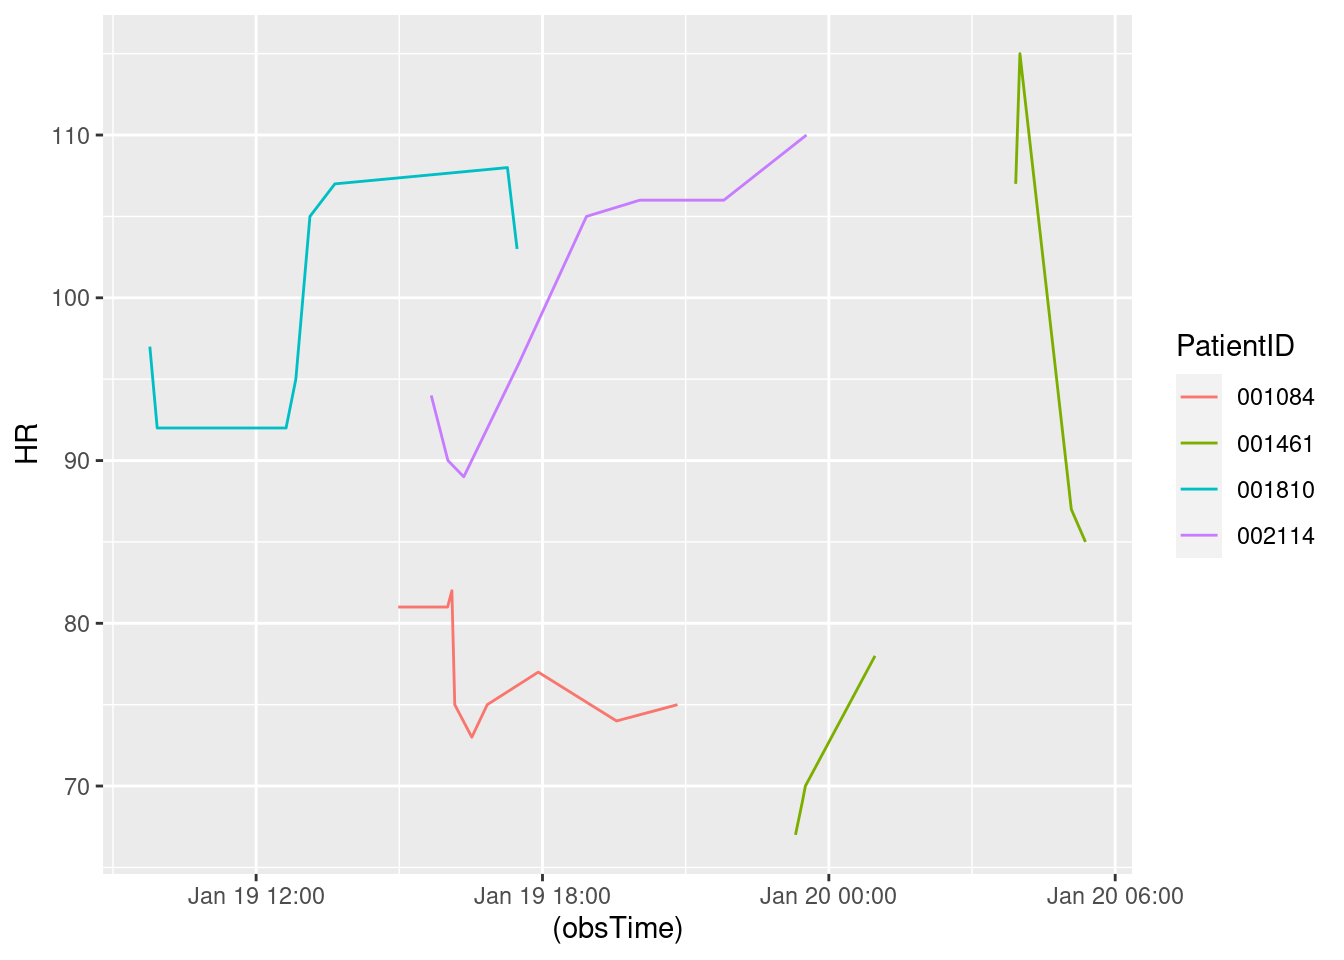 110
100
90
80
70
HR
Jan 19 12:00
Jan 19 18:00
Jan 20 00:00
Jan 20 06:00
(obsTime)
PatientID
001084
001461
001810
002114